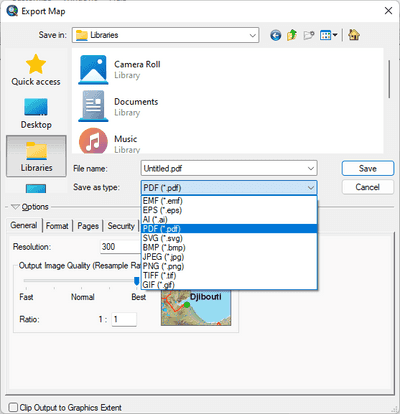 Export Map
Save in: Libraries
Quick access
Desktop
Libraries
Camera Roll
Library
Documents
Library
Music
Library
File name: Untitled.pdf Save
Save as type: PDF (*.pdf) Cancel
EMF (*.emf)
EPS (*.eps)
AI (*.ai)
PDF (*.pdf)
SVG (*.svg)
BMP (*.bmp)
JPEG (*.jpg)
PNG (*.png)
TIFF (*.tif)
GIF (*.gif)
Options
General Format Pages Security
Resolution: 300
Output Image Quality (Resample Ra
Fast Normal Best
Ratio: 1 : 1
Djibouti
Clip Output to Graphics Extent